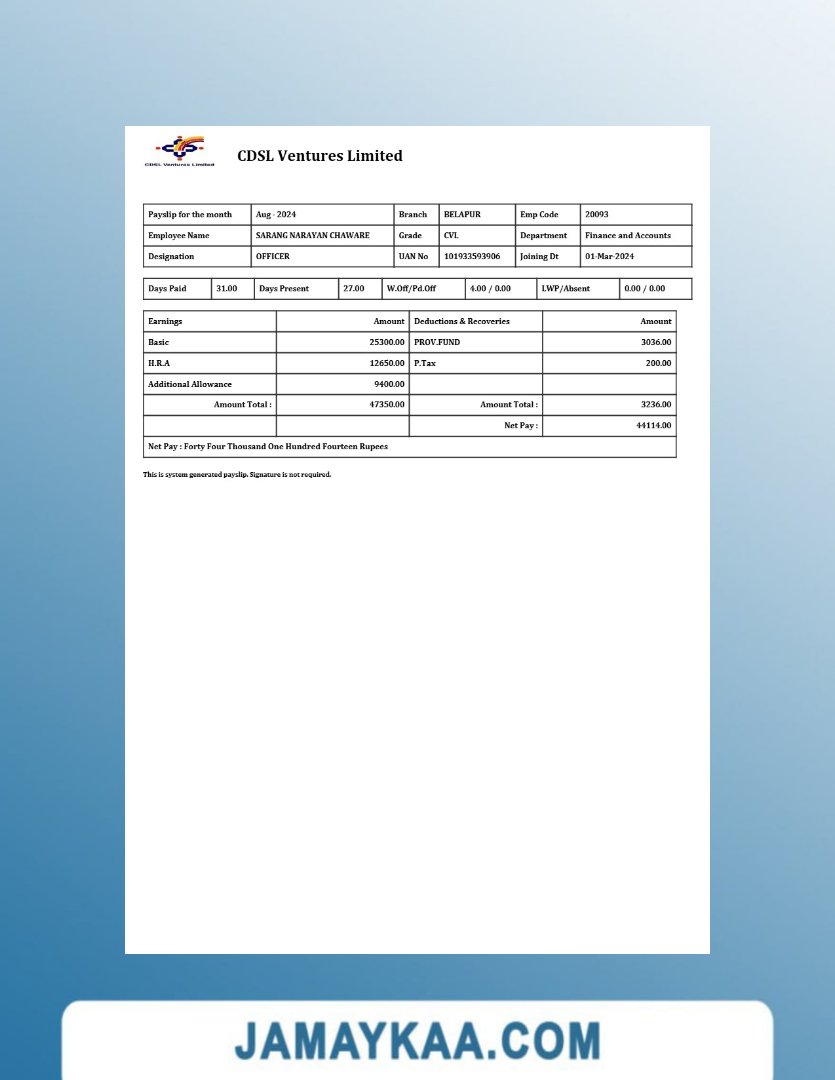 CDSL Ventures Limited
CDSL Ventures Limited
Payslip for the month Aug - 2024 Branch BELAPUR Emp Code 20093
Employee Name SARANG NARAYAN CHAWARE Grade CVL Department Finance and Accounts
Designation OFFICER UAN No 101933593906 Joining Dt 01-Mar-2024
Days Paid 31.00 Days Present 27.00 W.Off/Pd.Off 4.00 / 0.00 LWP/Absent 0.00 / 0.00
Earnings Amount Deductions & Recoveries Amount
Basic 25300.00 PROV.FUND 3036.00
H.R.A 12650.00 P.Tax 200.00
Additional Allowance 9400.00
Amount Total : 47350.00 Amount Total : 3236.00
Net Pay : 44114.00
Net Pay : Forty Four Thousand One Hundred Fourteen Rupees
This is system generated payslip. Signature is not required.
JAMAYKAA.COM